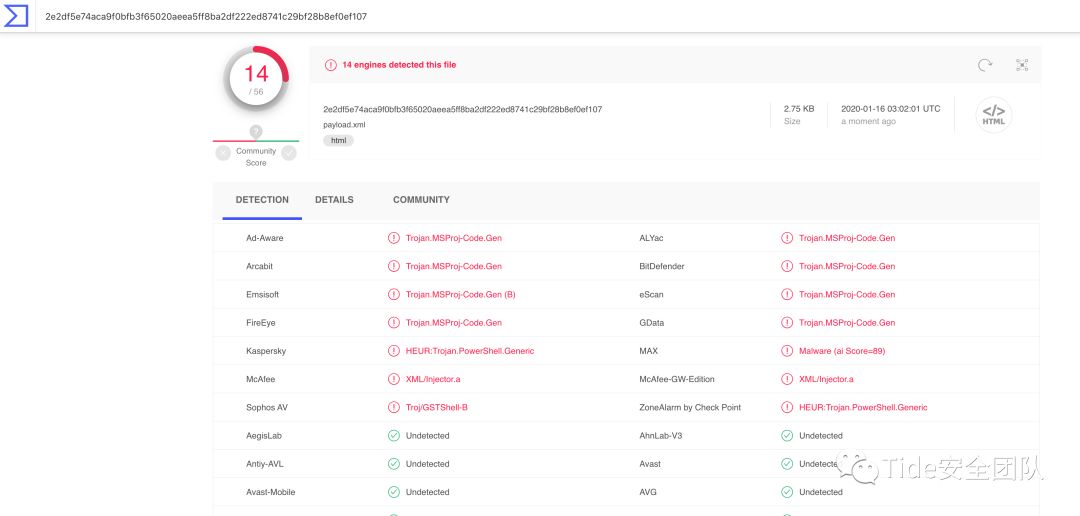 2e2df5e74aca9f0bfb3f65020aeea5ff8ba2df222ed8741c29bf28b8ef0ef107
14
/ 56
?
Community
Score
14 engines detected this file
2e2df5e74aca9f0bfb3f65020aeea5ff8ba2df222ed8741c29bf28b8ef0ef107
payload.xml
html
2.75 KB
Size
2020-01-16 03:02:01 UTC
a moment ago
</>
HTML
DETECTION DETAILS COMMUNITY
Ad-Aware Trojan.MSProj-Code.Gen ALYac Trojan.MSProj-Code.Gen
Arcabit Trojan.MSProj-Code.Gen BitDefender Trojan.MSProj-Code.Gen
Emsisoft Trojan.MSProj-Code.Gen (B) eScan Trojan.MSProj-Code.Gen
FireEye Trojan.MSProj-Code.Gen GData Trojan.MSProj-Code.Gen
Kaspersky HEUR:Trojan.PowerShell.Generic MAX Malware (ai Score=89)
McAfee XML/Injector.a McAfee-GW-Edition XML/Injector.a
Sophos AV Troj/GSTShell-B ZoneAlarm by Check Point HEUR:Trojan.PowerShell.Generic
AegisLab Undetected AhnLab-V3 Undetected
Antiy-AVL Undetected Avast Undetected
Avast-Mobile Undetected AVG Undetected
Tide安全团队